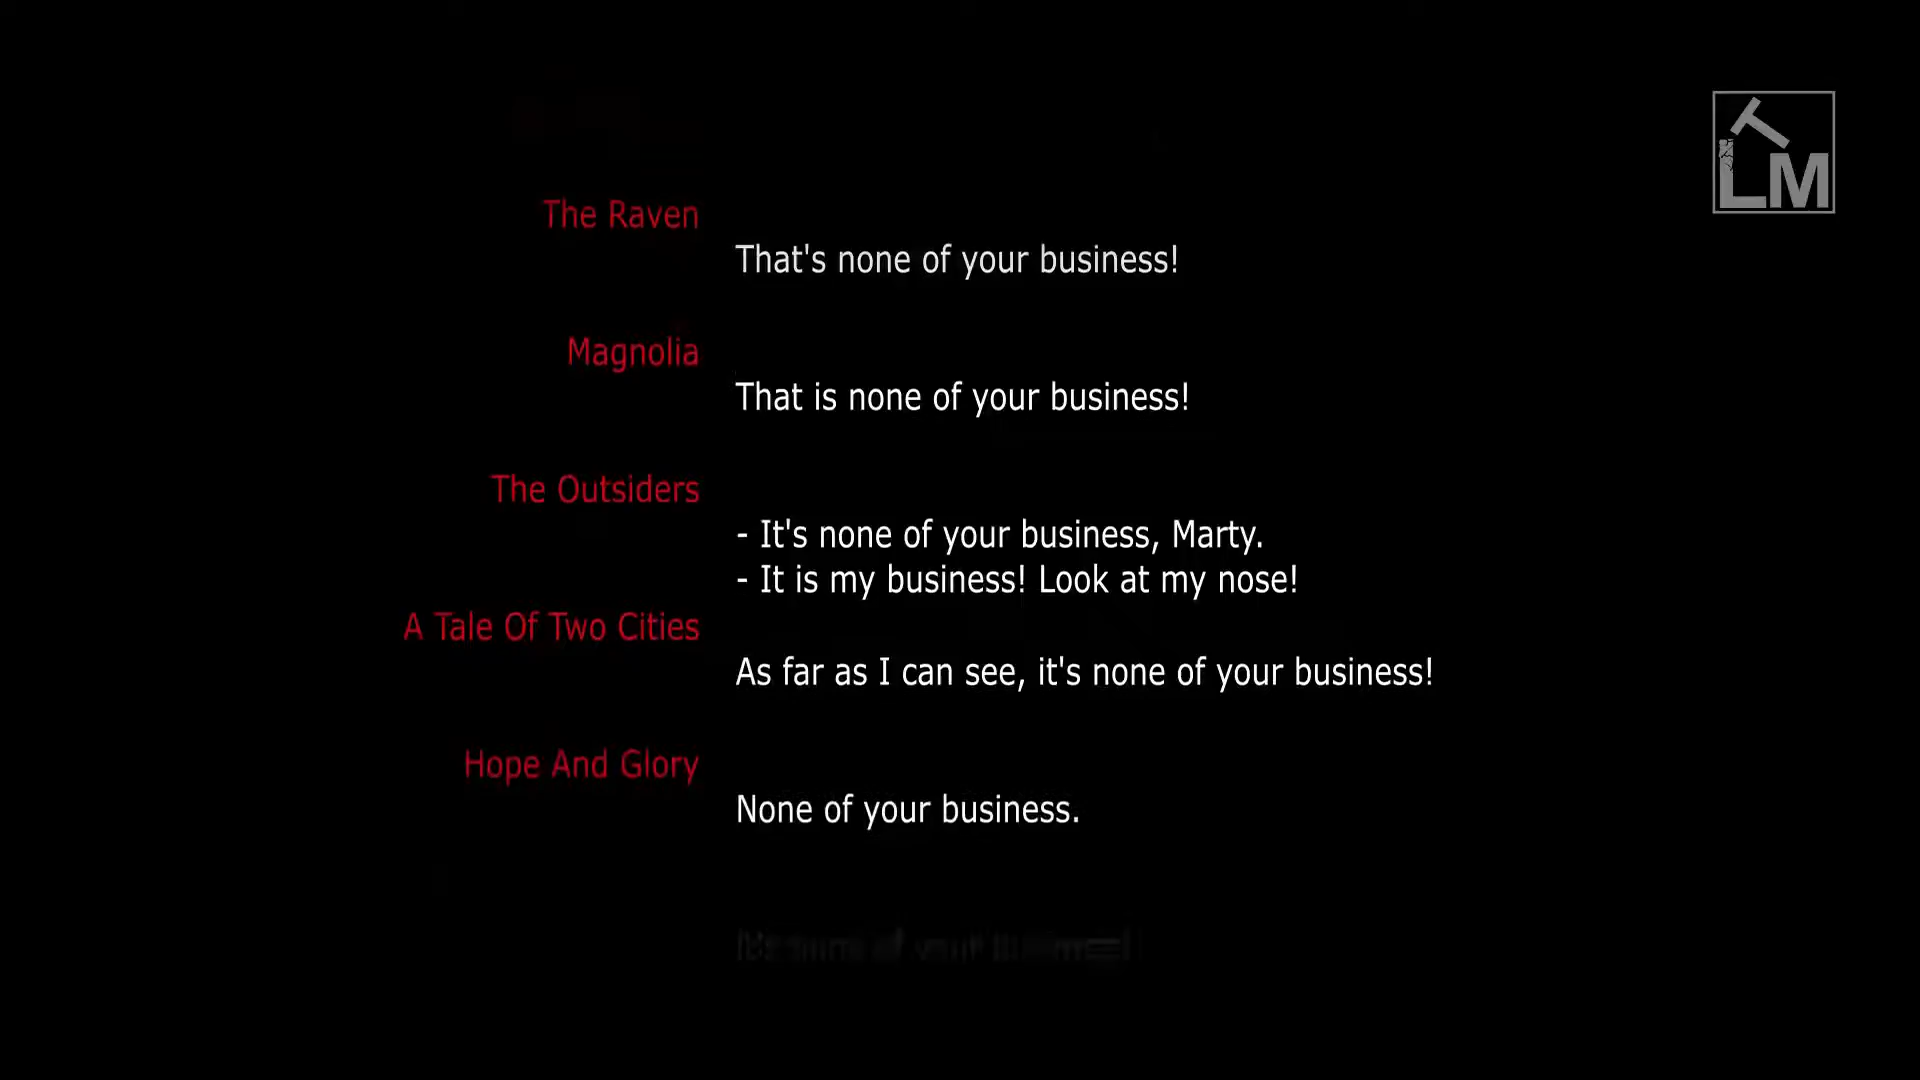 The Raven
That's none of your business!
Magnolia
That is none of your business!
The Outsiders
- It's none of your business, Marty.
- It is my business! Look at my nose!
A Tale Of Two Cities
As far as I can see, it's none of your business!
Hope And Glory
None of your business.
TLM